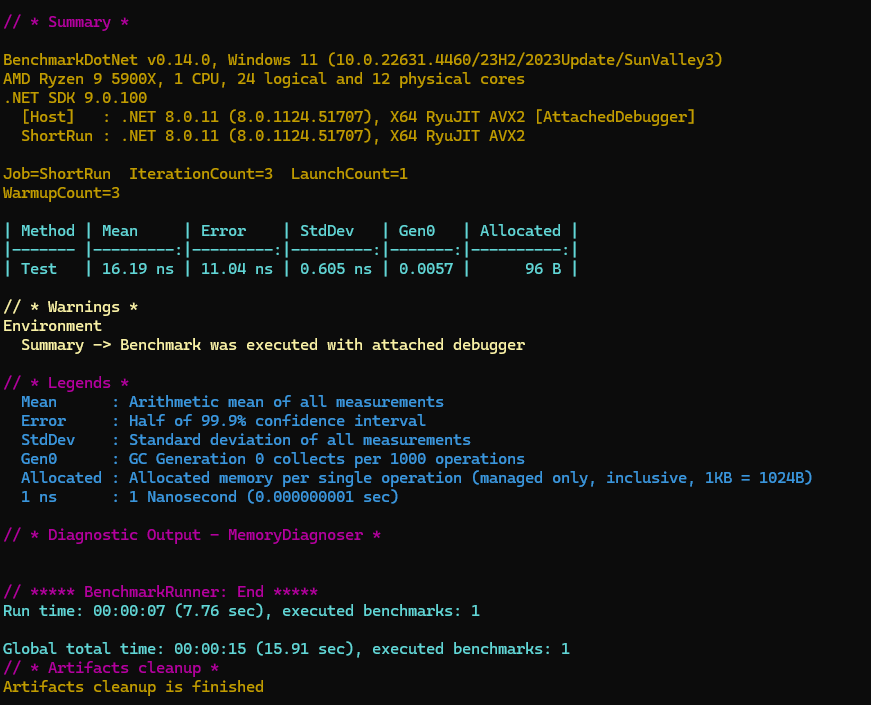 // * Summary *
BenchmarkDotNet v0.14.0, Windows 11 (10.0.22631.4460/23H2/2023Update/SunValley3)
AMD Ryzen 9 5900X, 1 CPU, 24 logical and 12 physical cores
.NET SDK 9.0.100
  [Host]   : .NET 8.0.11 (8.0.1124.51707), X64 RyuJIT AVX2 [AttachedDebugger]
  ShortRun : .NET 8.0.11 (8.0.1124.51707), X64 RyuJIT AVX2
Job=ShortRun  IterationCount=3  LaunchCount=1
WarmupCount=3
| Method | Mean     | Error    | StdDev   | Gen0   | Allocated |
|------- |---------:|---------:|---------:|-------:|----------:|
| Test   | 16.19 ns | 11.04 ns | 0.605 ns | 0.0057 |      96 B |
// * Warnings *
Environment
  Summary -> Benchmark was executed with attached debugger
// * Legends *
  Mean      : Arithmetic mean of all measurements
  Error     : Half of 99.9% confidence interval
  StdDev    : Standard deviation of all measurements
  Gen0      : GC Generation 0 collects per 1000 operations
  Allocated : Allocated memory per single operation (managed only, inclusive, 1KB = 1024B)
  1 ns      : 1 Nanosecond (0.000000001 sec)
// * Diagnostic Output - MemoryDiagnoser *
// ***** BenchmarkRunner: End *****
Run time: 00:00:07 (7.76 sec), executed benchmarks: 1
Global total time: 00:00:15 (15.91 sec), executed benchmarks: 1
// * Artifacts cleanup *
Artifacts cleanup is finished